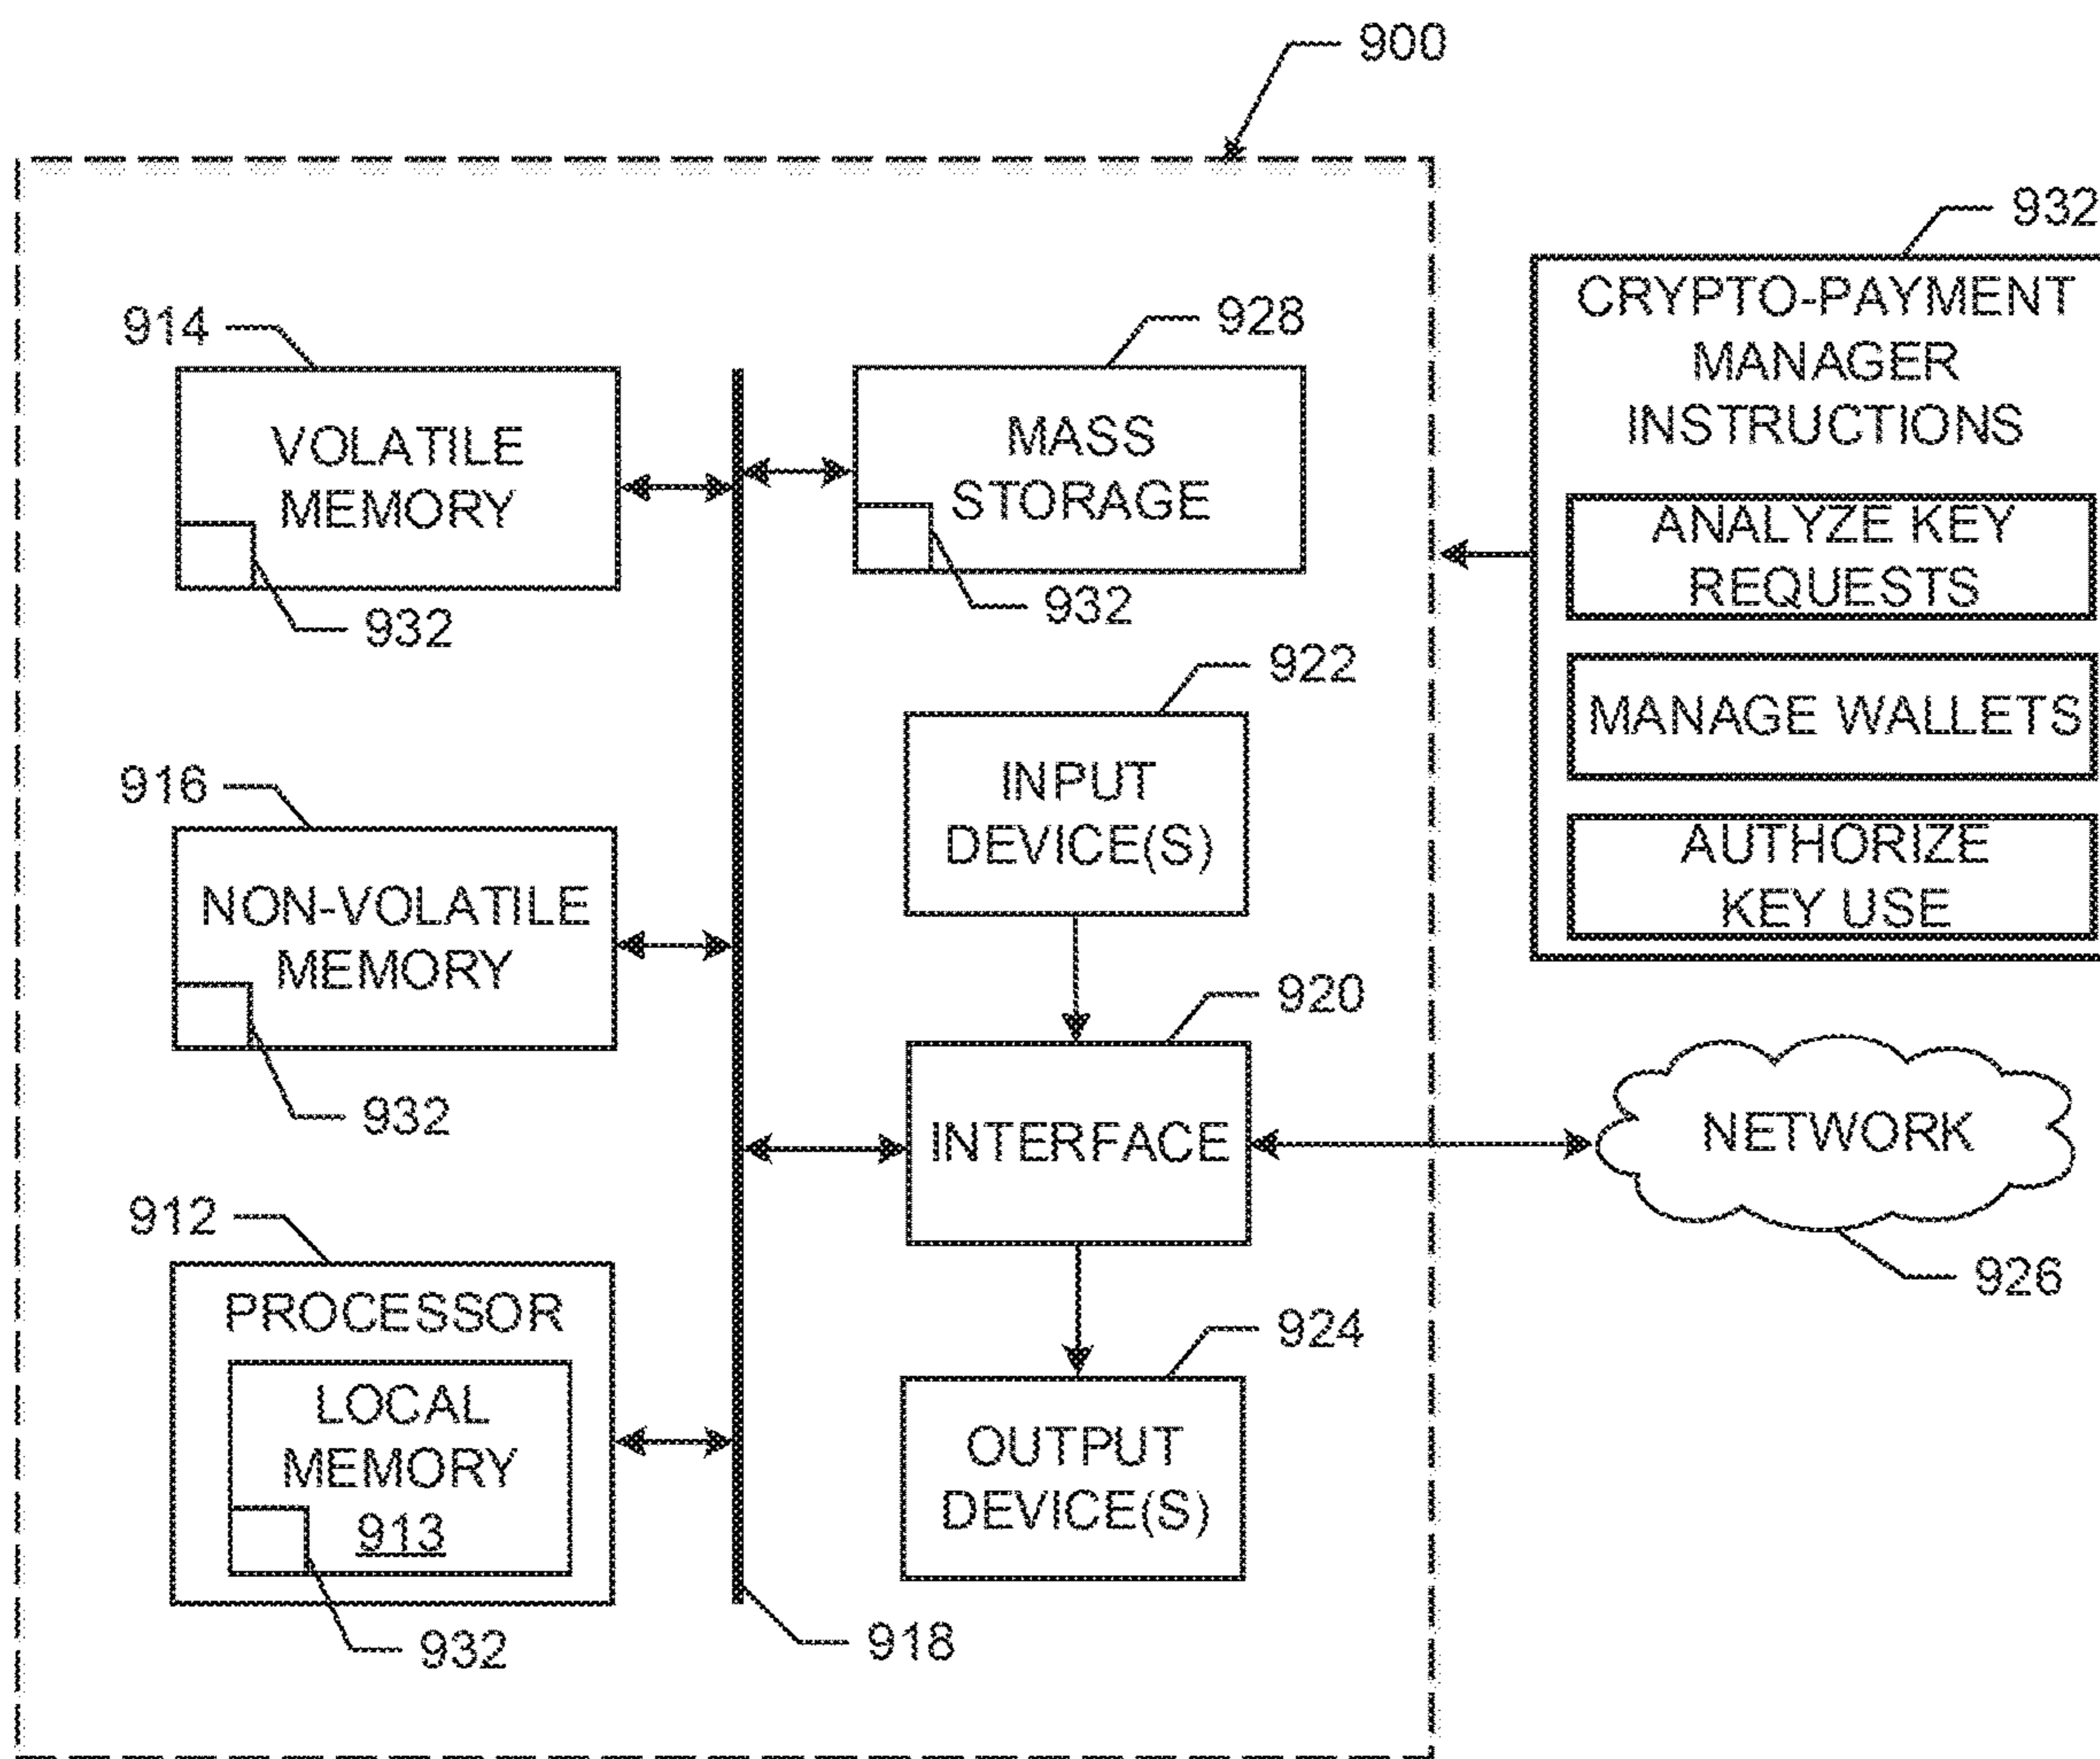 900
932
CRYPTO-PAYMENT
MANAGER
INSTRUCTIONS
ANALYZE KEY
REQUESTS
MANAGE WALLETS
AUTHORIZE
KEY USE
914
VOLATILE
MEMORY
932
928
MASS
STORAGE
932
922
INPUT
DEVICE(S)
916
NON-VOLATILE
MEMORY
932
920
INTERFACE
NETWORK
926
912
PROCESSOR
LOCAL
MEMORY
913
932
924
OUTPUT
DEVICE(S)
918